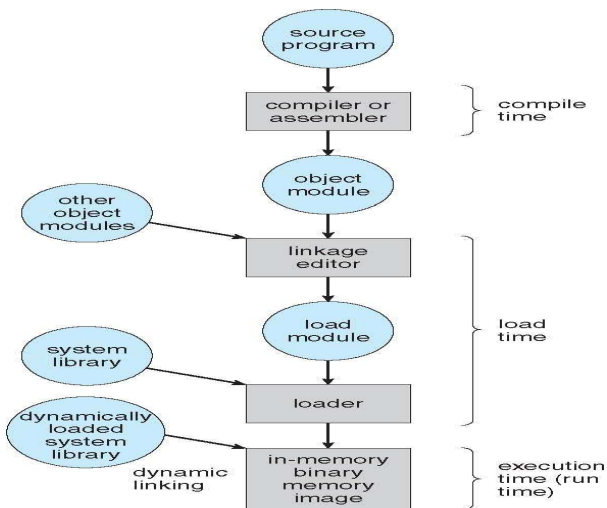 source
program
compiler or
assembler
compile
time
object
module
other
object
modules
linkage
editor
load
module
load
time
system
library
loader
dynamically
loaded
system
library
dynamic
linking
in-memory
binary
memory
image
execution
time (run
time)